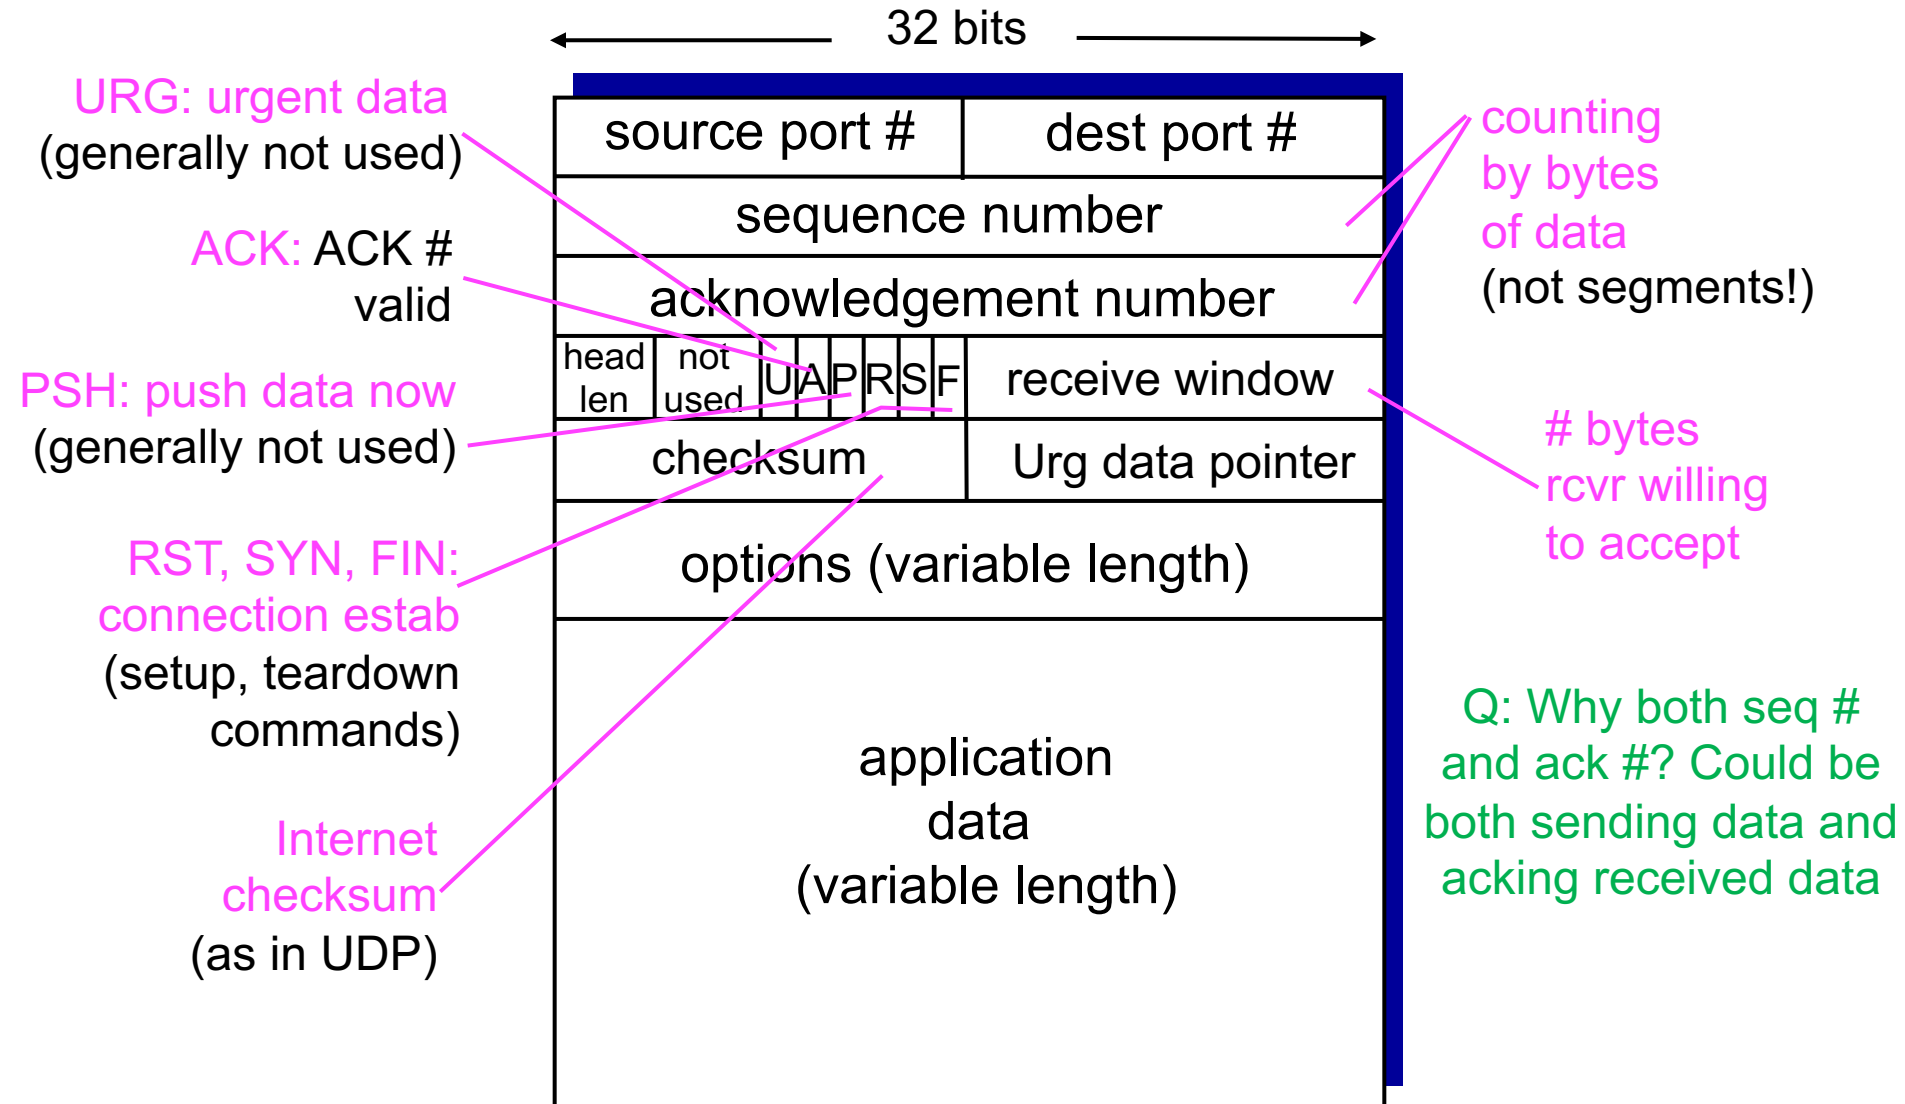 32 bits
URG: urgent data
(generally not used)
ACK: ACK #
valid
PSH: push data now
(generally not used)
RST, SYN, FIN:
connection estab
(setup, teardown
commands)
Internet
checksum
(as in UDP)
source port #
dest port #
sequence number
acknowledgement number
head
len
not
used
U A P R S F
receive window
checksum
Urg data pointer
options (variable length)
application
data
(variable length)
counting
by bytes
of data
(not segments!)
# bytes
rcvr willing
to accept
Q: Why both seq #
and ack #? Could be
both sending data and
acking received data